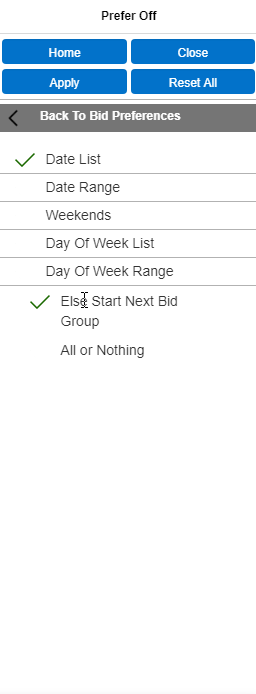 Prefer Off
Home
Close
Apply
Reset All
Back To Bid Preferences
Date List
Date Range
Weekends
Day Of Week List
Day Of Week Range
Else Start Next Bid
Group
All or Nothing